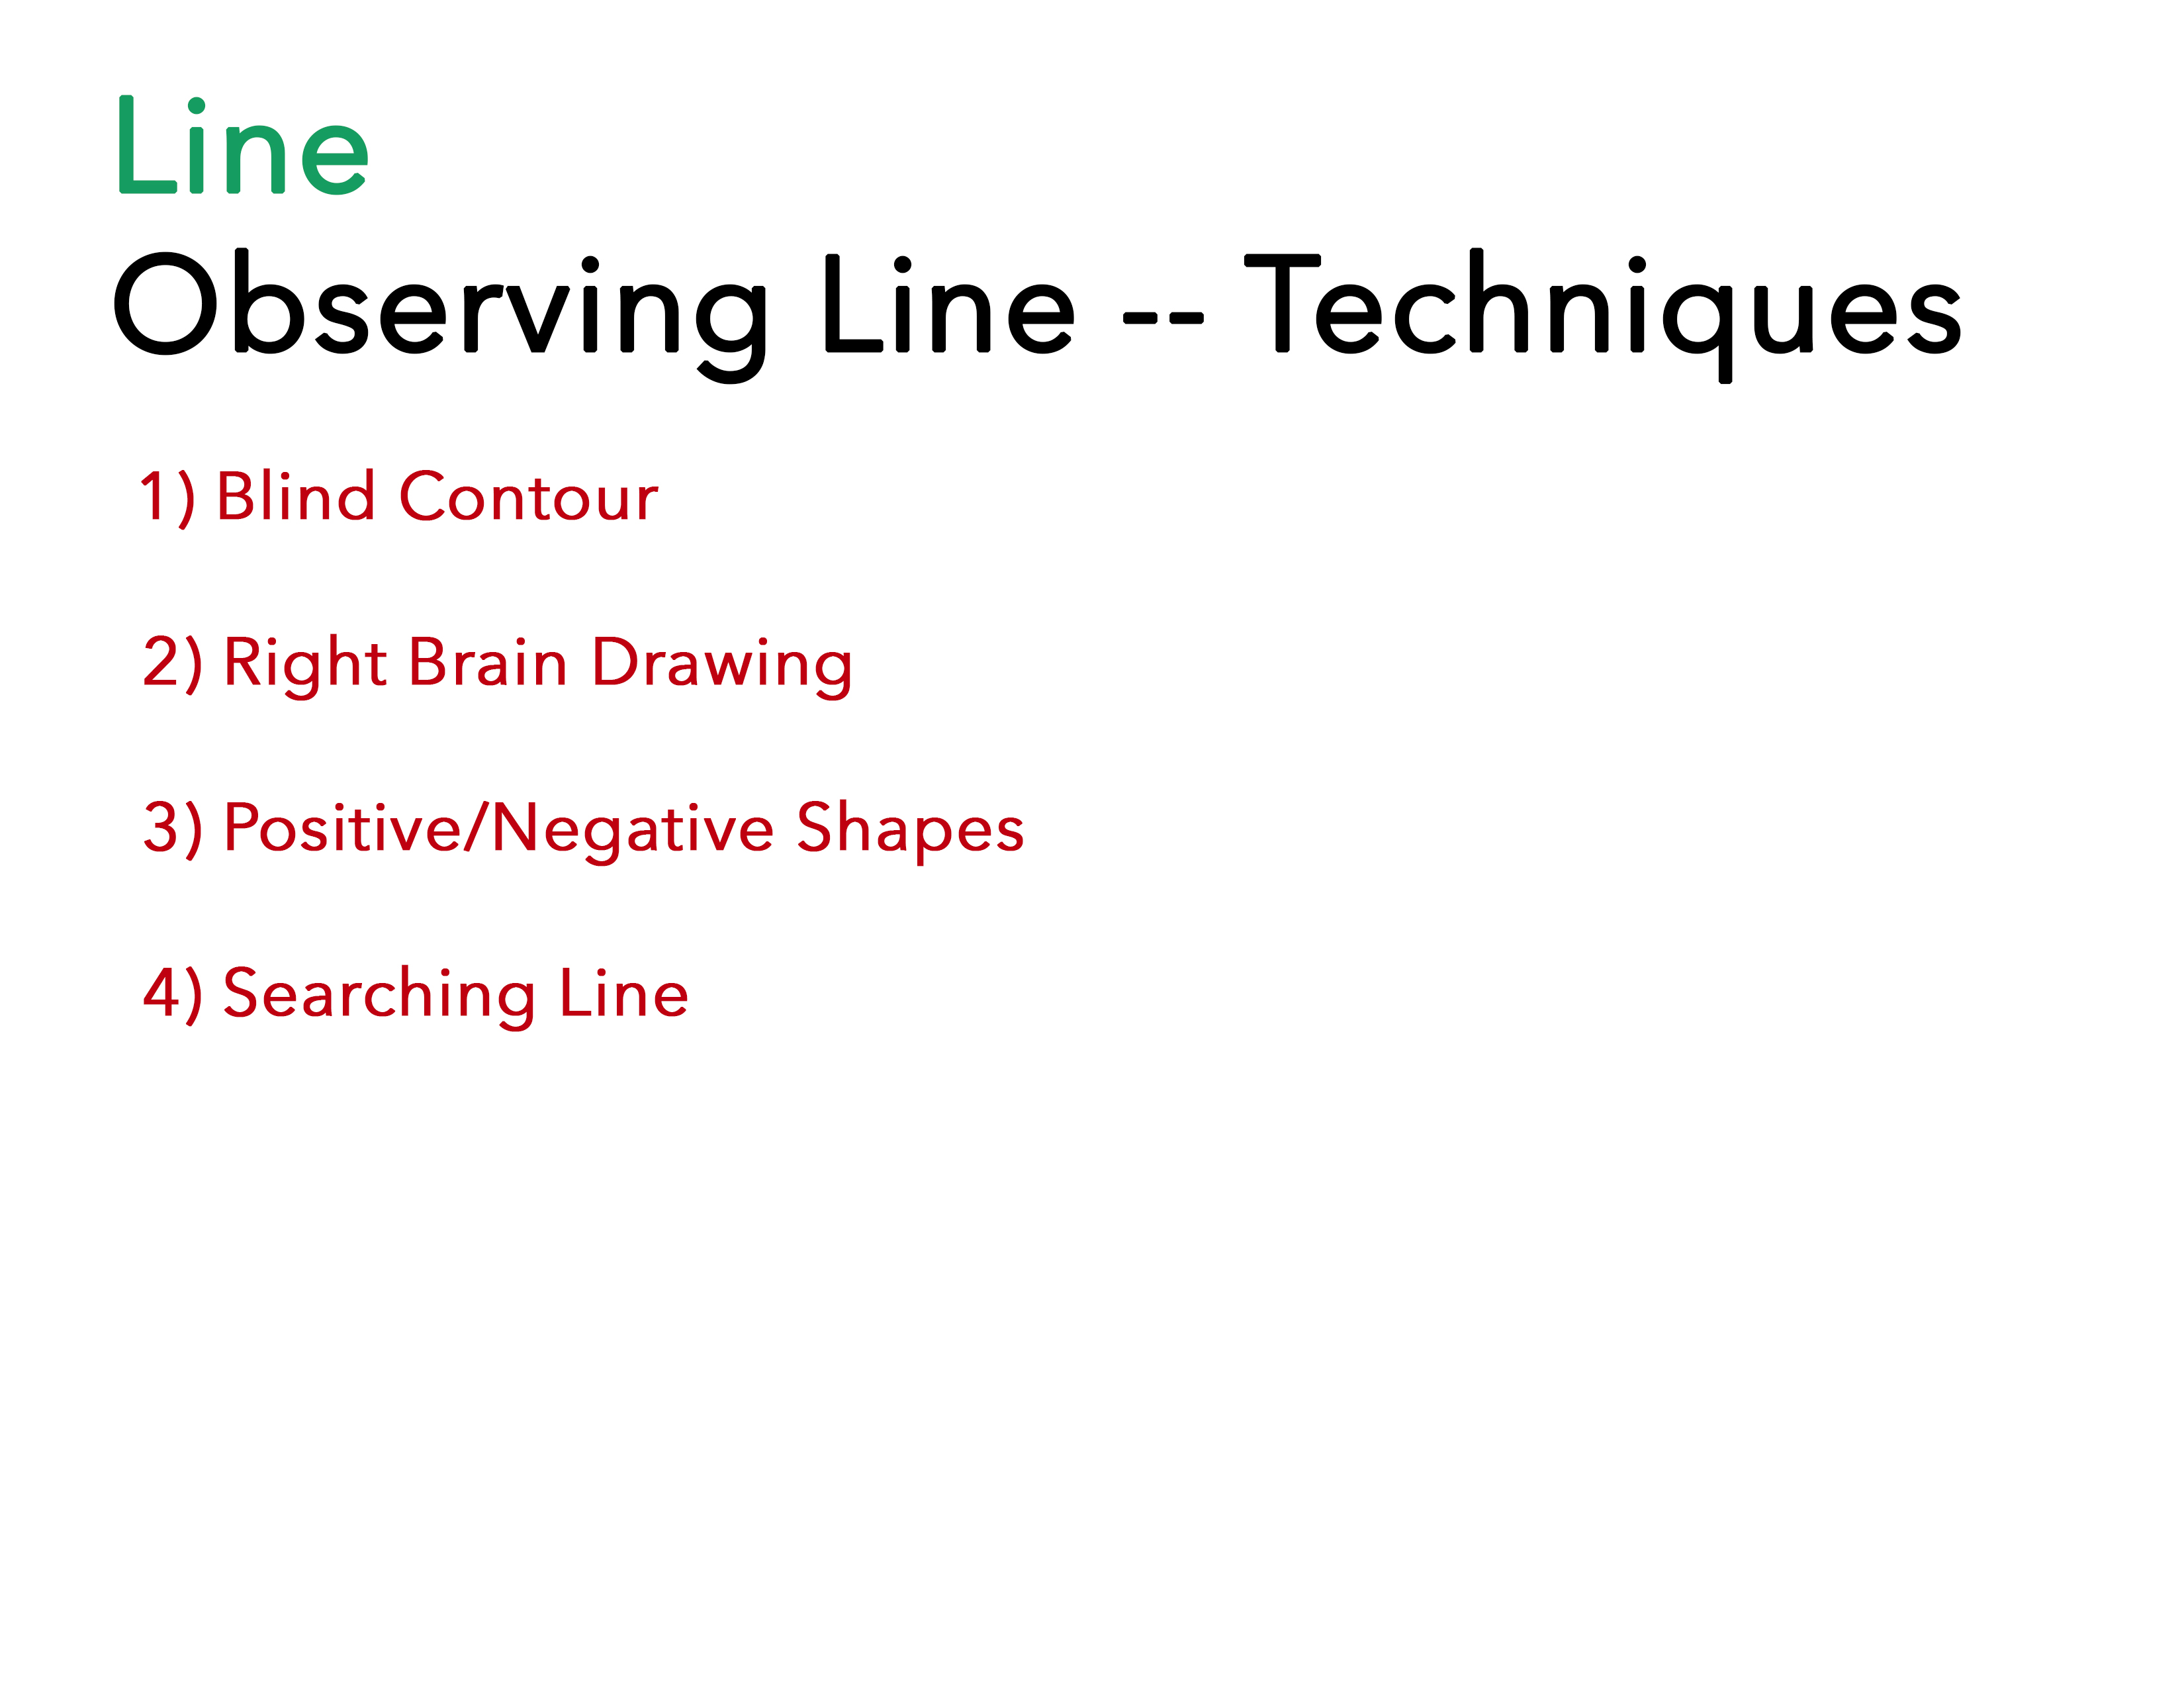 Line
Observing Line -- Techniques
1) Blind Contour
2) Right Brain Drawing
3) Positive/Negative Shapes
4) Searching Line